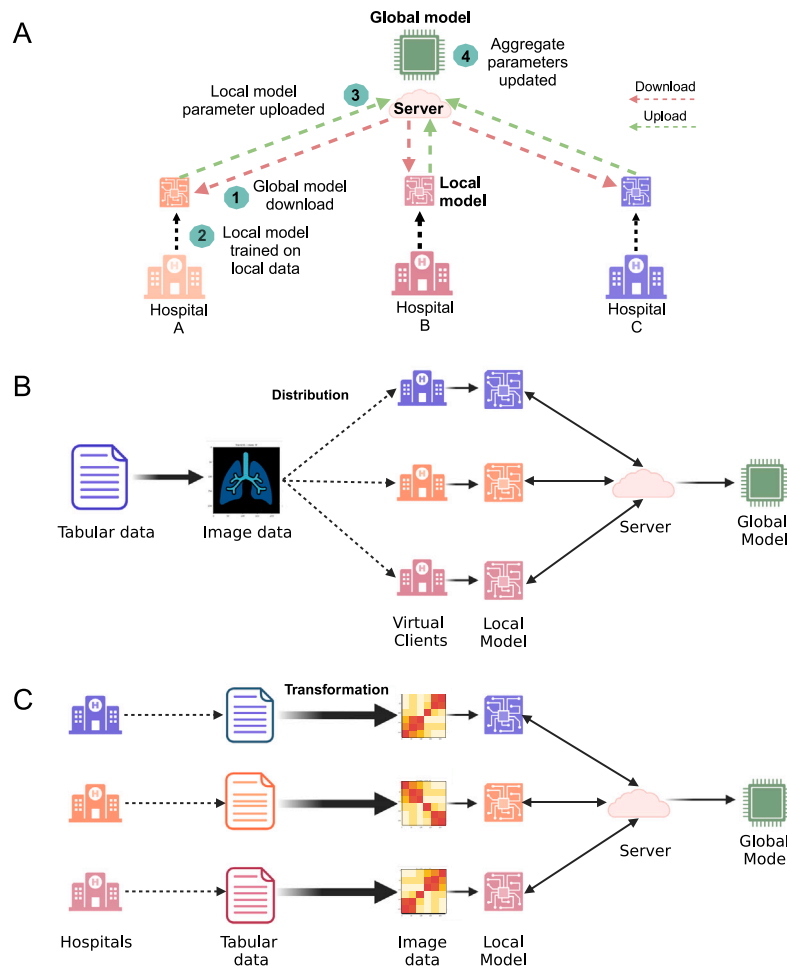 A
Global model
4
Aggregate
parameters
updated
Local model
parameter uploaded
3
Server
Download
Upload
1
Global model
download
Local
model
2
Local model
trained on
local data
H
H
H
Hospital
A
Hospital
B
Hospital
C
B
Distribution
H
H
H
Tabular data
Image data
Server
Global
Model
Virtual
Clients
Local
Model
C
Transformation
H
H
H
Server
Global
Model
Hospitals
Tabular
data
Image
data
Local
Model